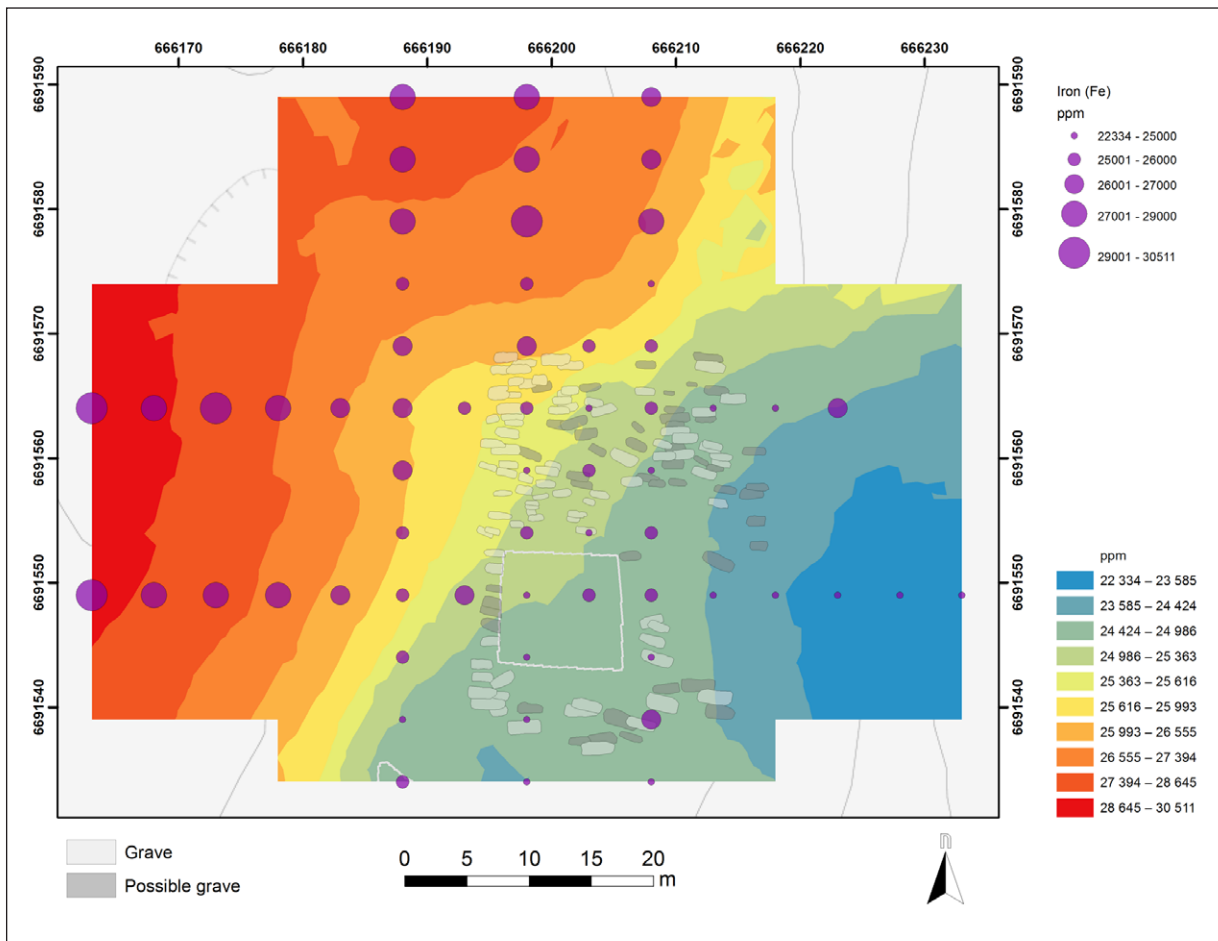 666170 666180 666190 666200 666210 666220 666230
6691590
6691580
6691570
6691560
6691550
6691540
6691590
6691580
6691570
6691560
6691550
6691540
Iron (Fe)
ppm
22334 - 25000
25001 - 26000
26001 - 27000
27001 - 29000
29001 - 30511
ppm
22 334 – 23 585
23 585 – 24 424
24 424 – 24 986
24 986 – 25 363
25 363 – 25 616
25 616 – 25 993
25 993 – 26 555
26 555 – 27 394
27 394 – 28 645
28 645 – 30 511
Grave
Possible grave
0 5 10 15 20
m
n